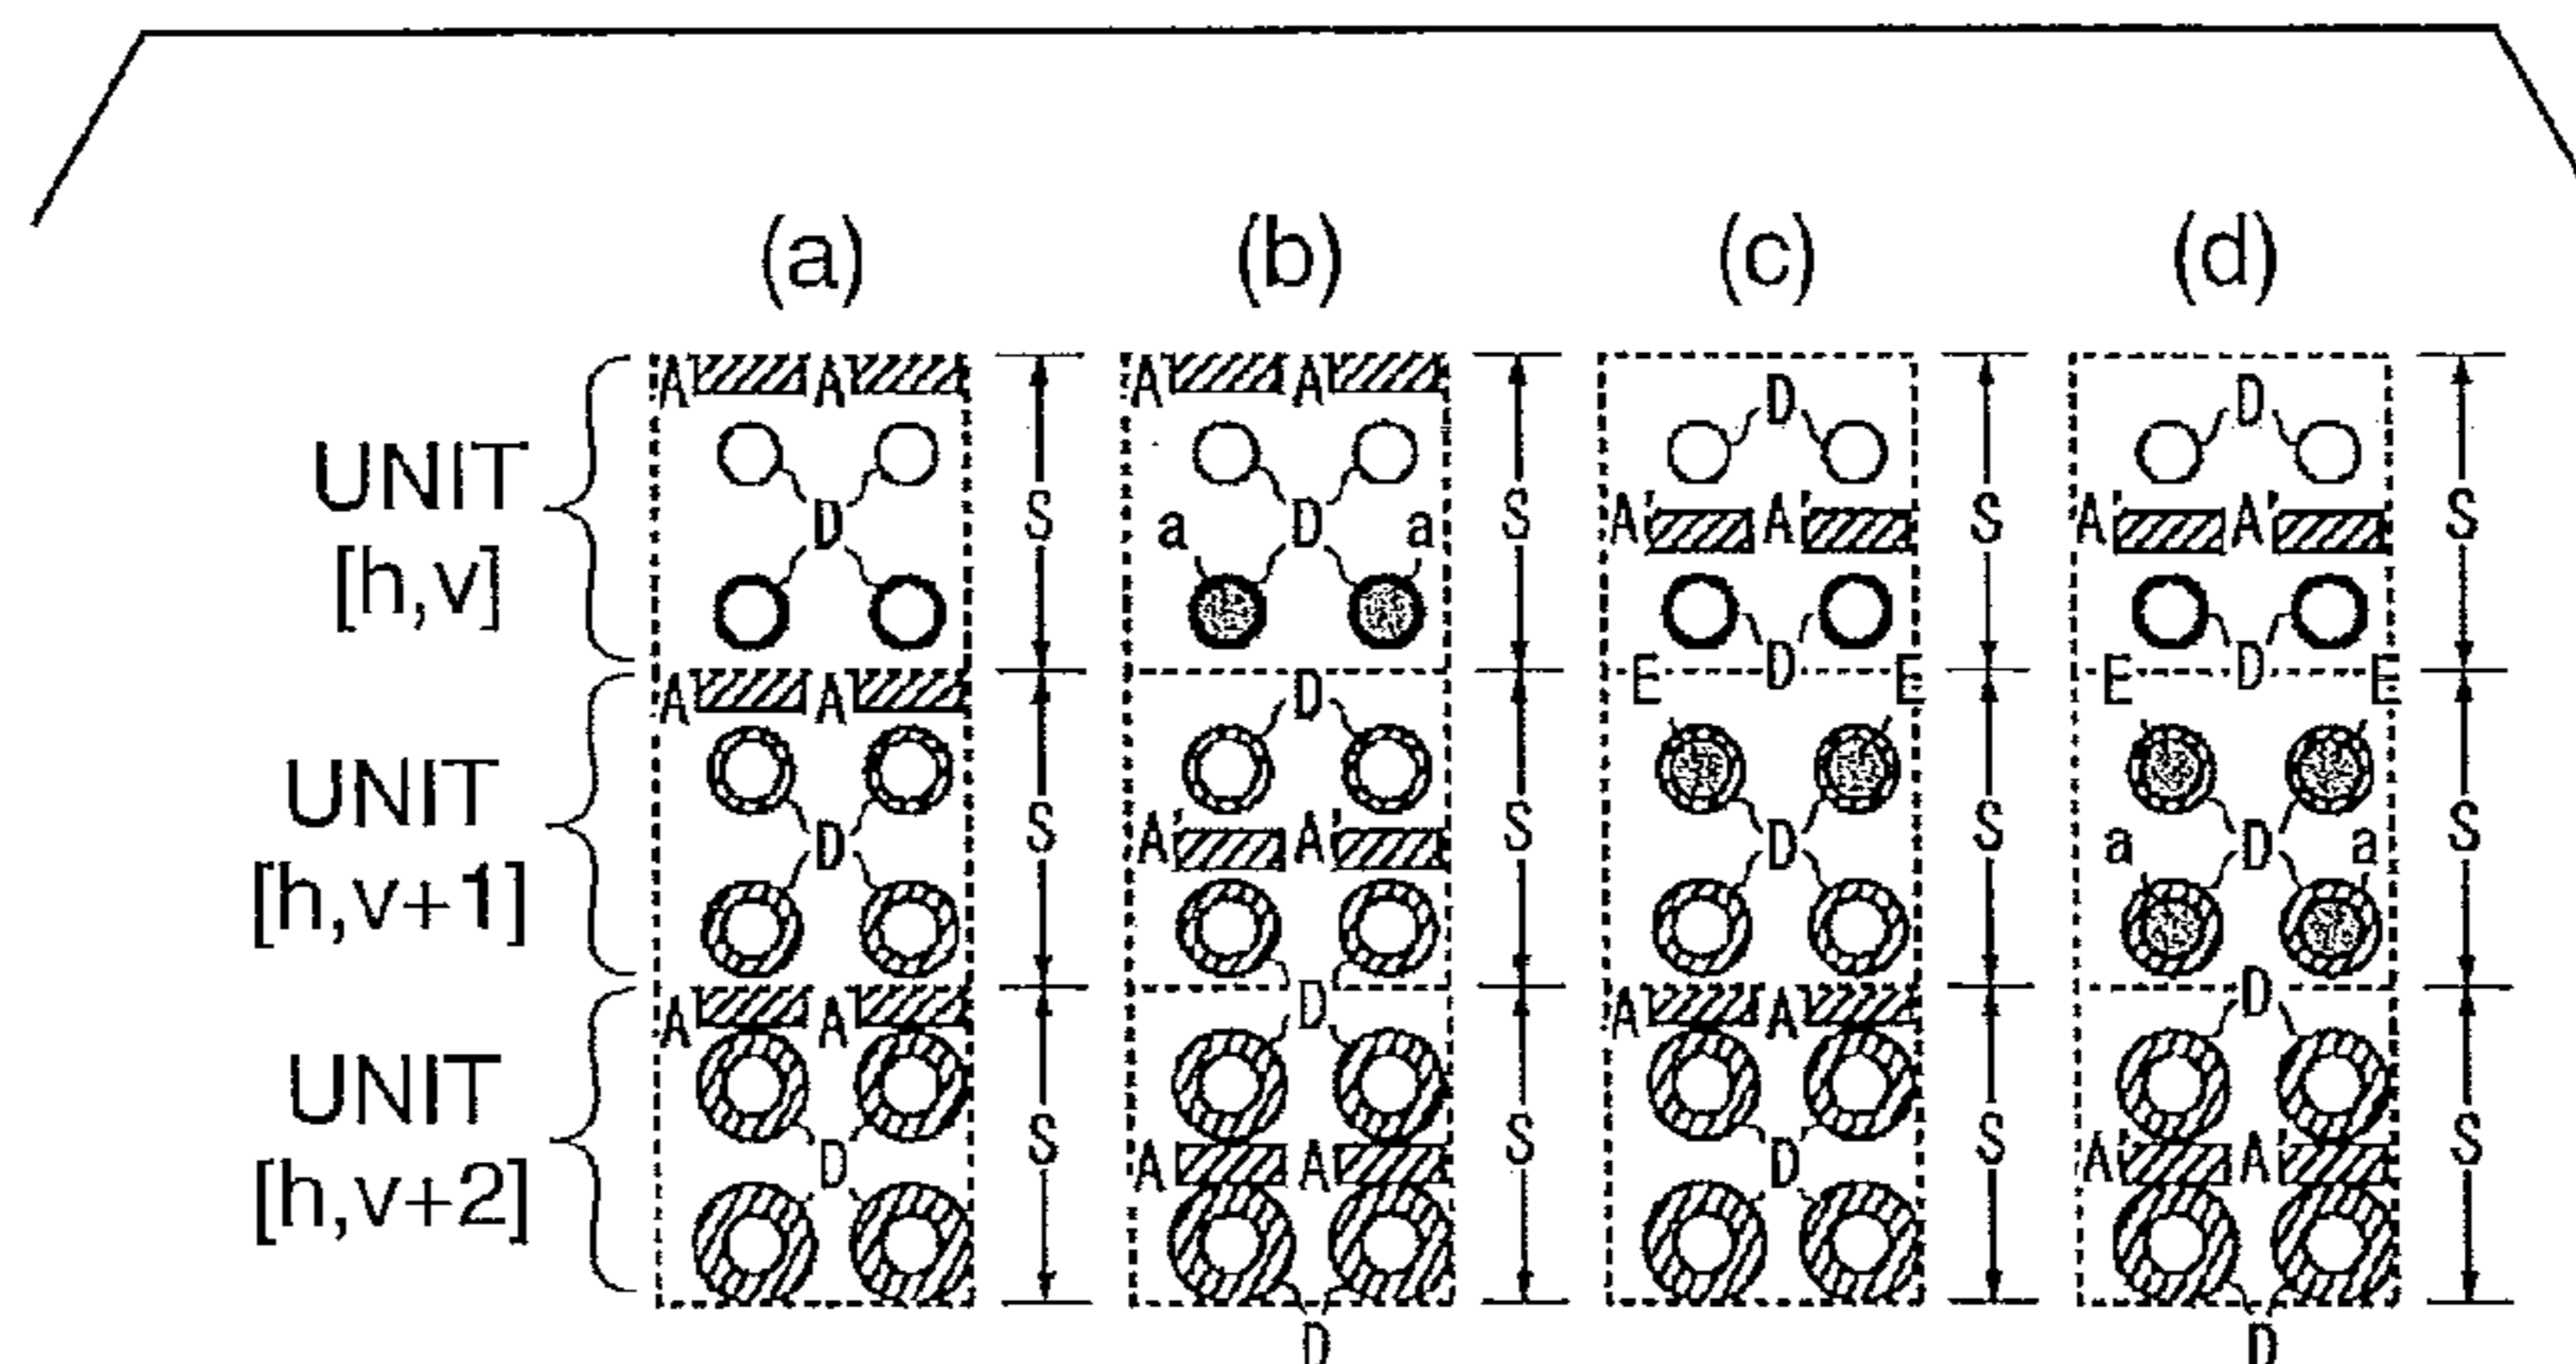 (a) (b) (c) (d)
A A S A A S D S D S
UNIT [h,v]
D D a a A' A' A' A'
D D
A A S D S E E S E E S
UNIT [h,v+1]
D A' A' D D a a
A A S D S A A S D S
UNIT [h,v+2]
D A A D A' A'
D D